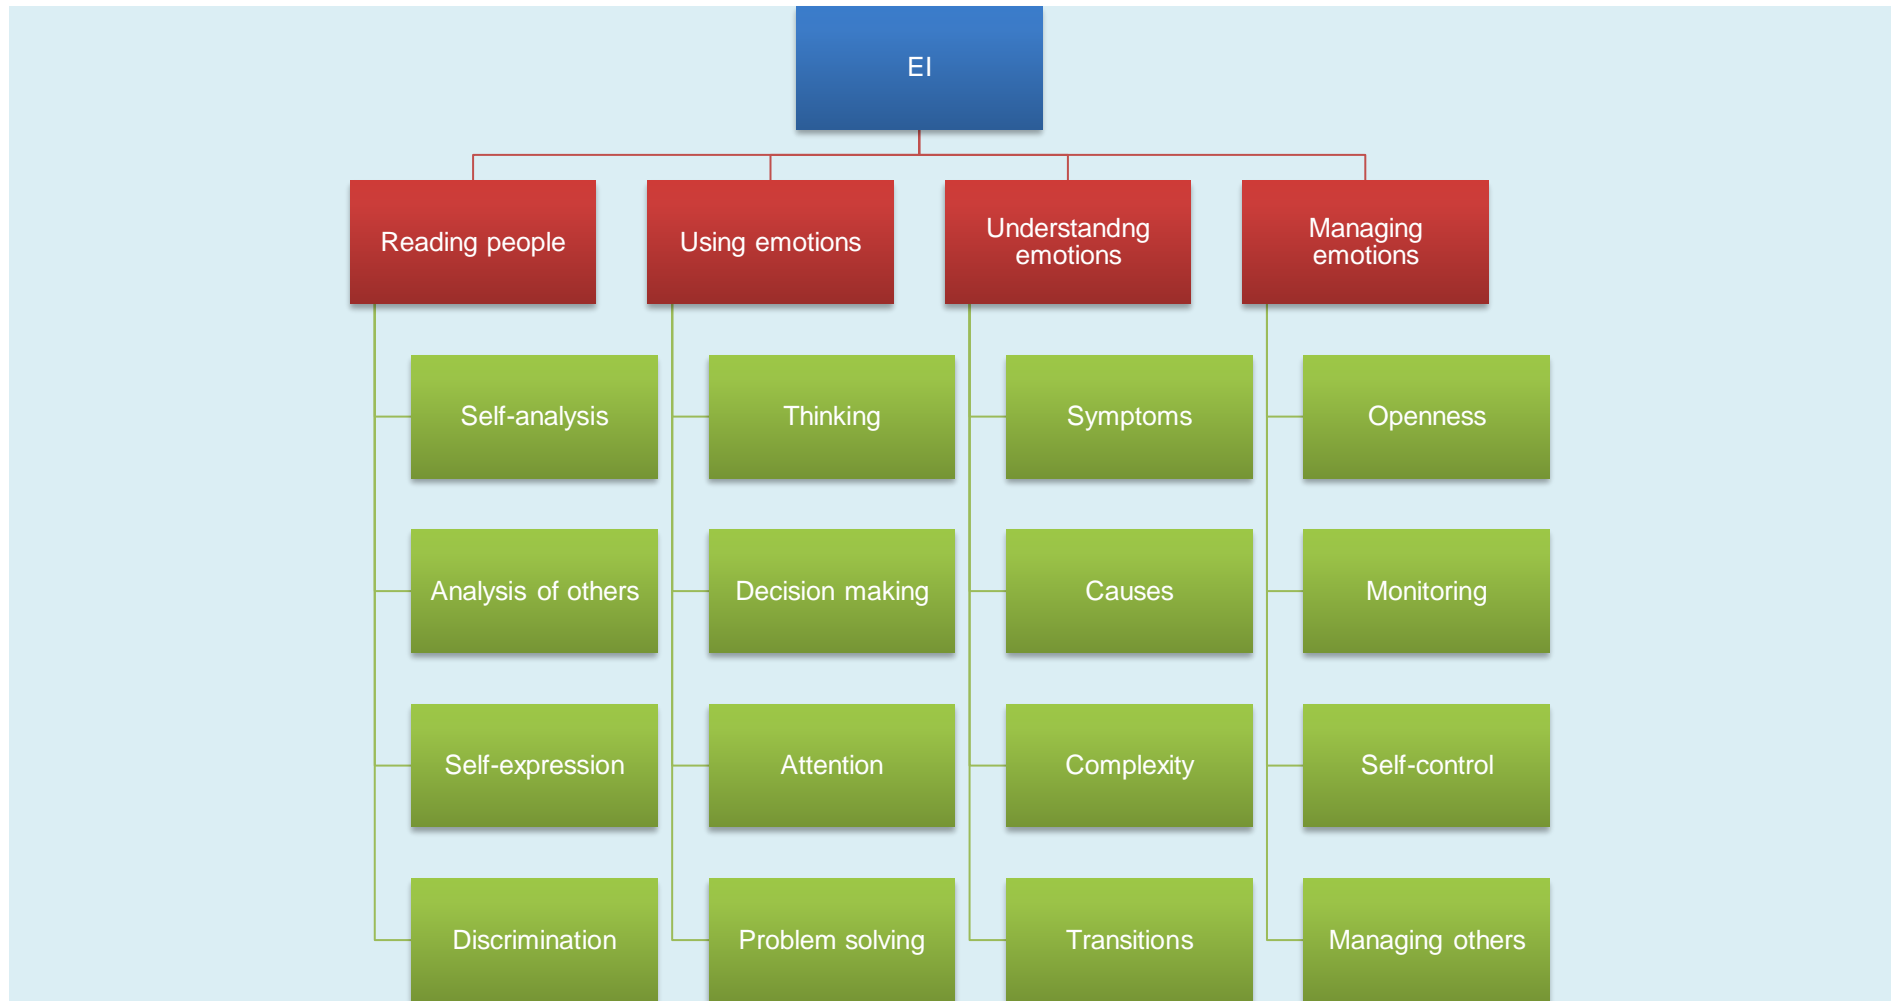 EI
Reading people
Using emotions
Understandng
emotions
Managing
emotions
Self-analysis
Thinking
Symptoms
Openness
Analysis of others
Decision making
Causes
Monitoring
Self-expression
Attention
Complexity
Self-control
Discrimination
Problem solving
Transitions
Managing others